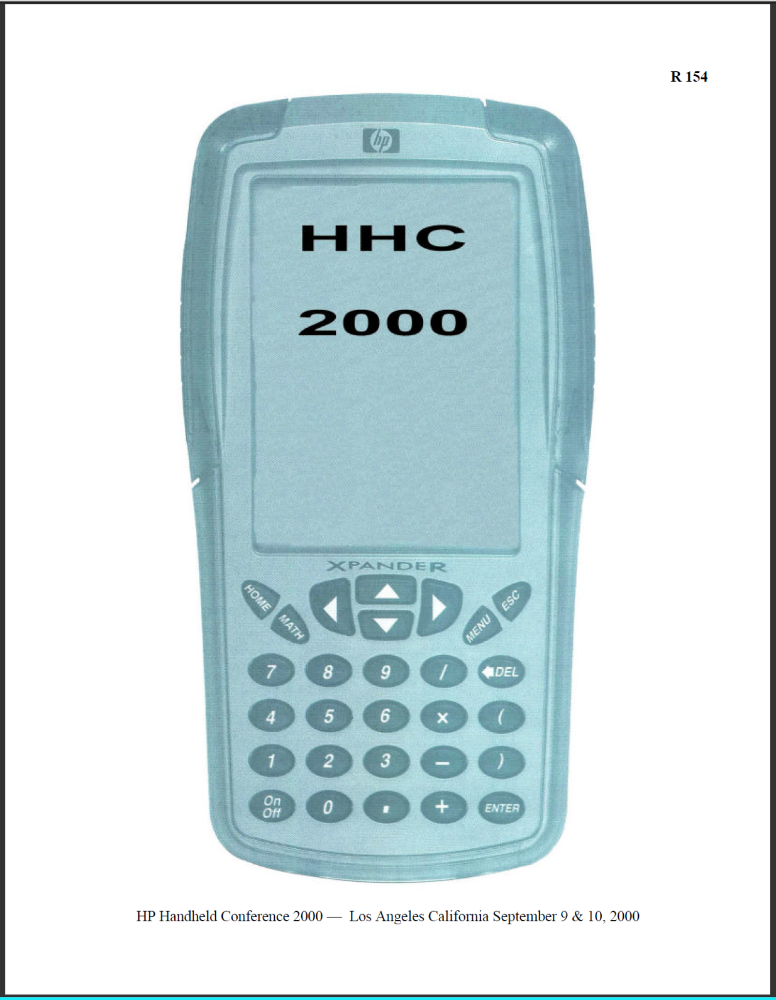 R 154
hp
HHC
2000
XPANDER
HOME MATH MENU ESC
7 8 9 / DEL
4 5 6 × (
1 2 3 − )
On
Off 0 . + ENTER
HP Handheld Conference 2000 — Los Angeles California September 9 & 10, 2000